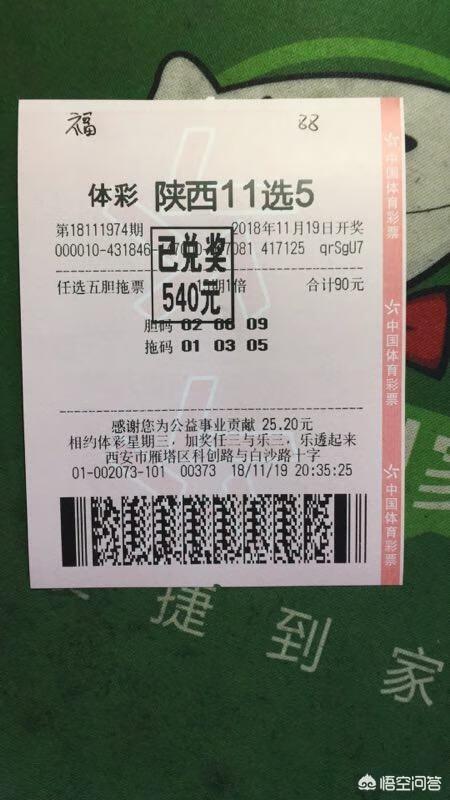 福 88
体彩 陕西11选5
第18111974期 2018年11月19日开奖
已兑奖
540元
任选五胆拖票 15期1倍 合计90元
胆码 02 08 09
拖码 01 03 05
感谢您为公益事业贡献 25.20元
相约体彩星期三，加奖任三与乐三，乐透起来
西安市雁塔区科创路与白沙路十字
01-002073-101 00373 18/11/19 20:35:25
中国体育彩票
中国体育彩票
中国体育彩票
捷到家
悟空问答